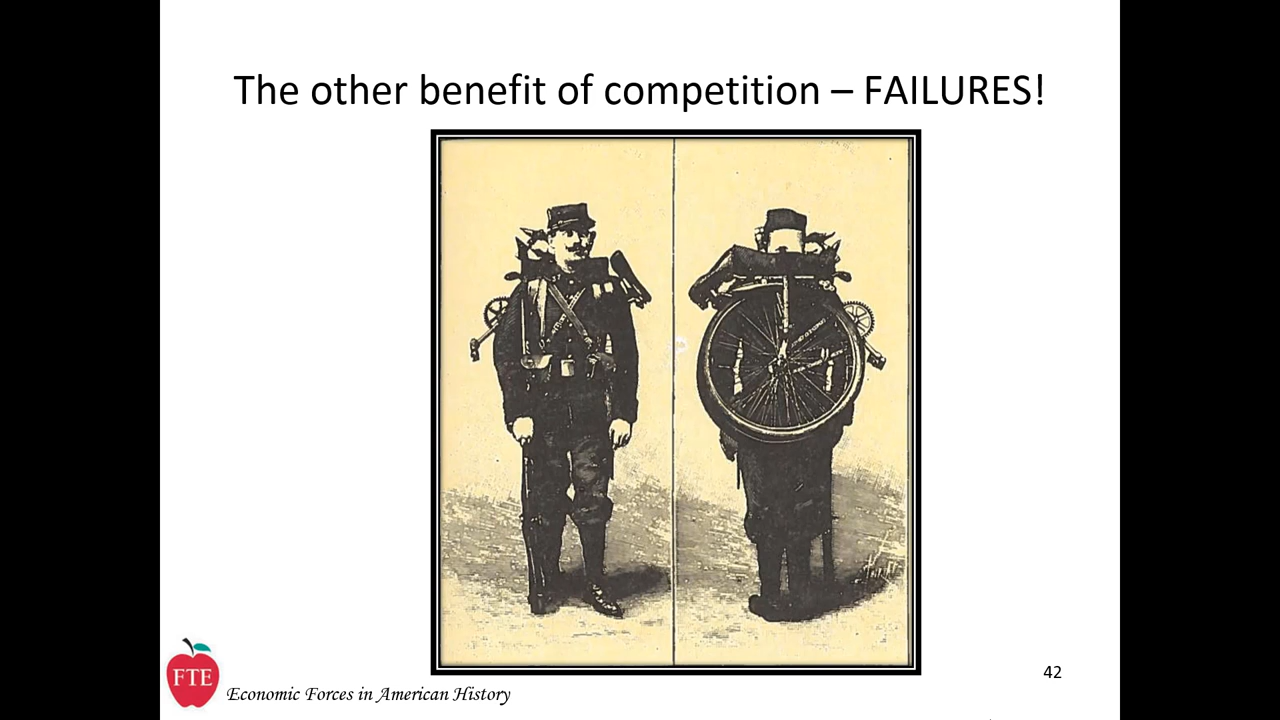 The other benefit of competition – FAILURES!
FTE
Economic Forces in American History
42